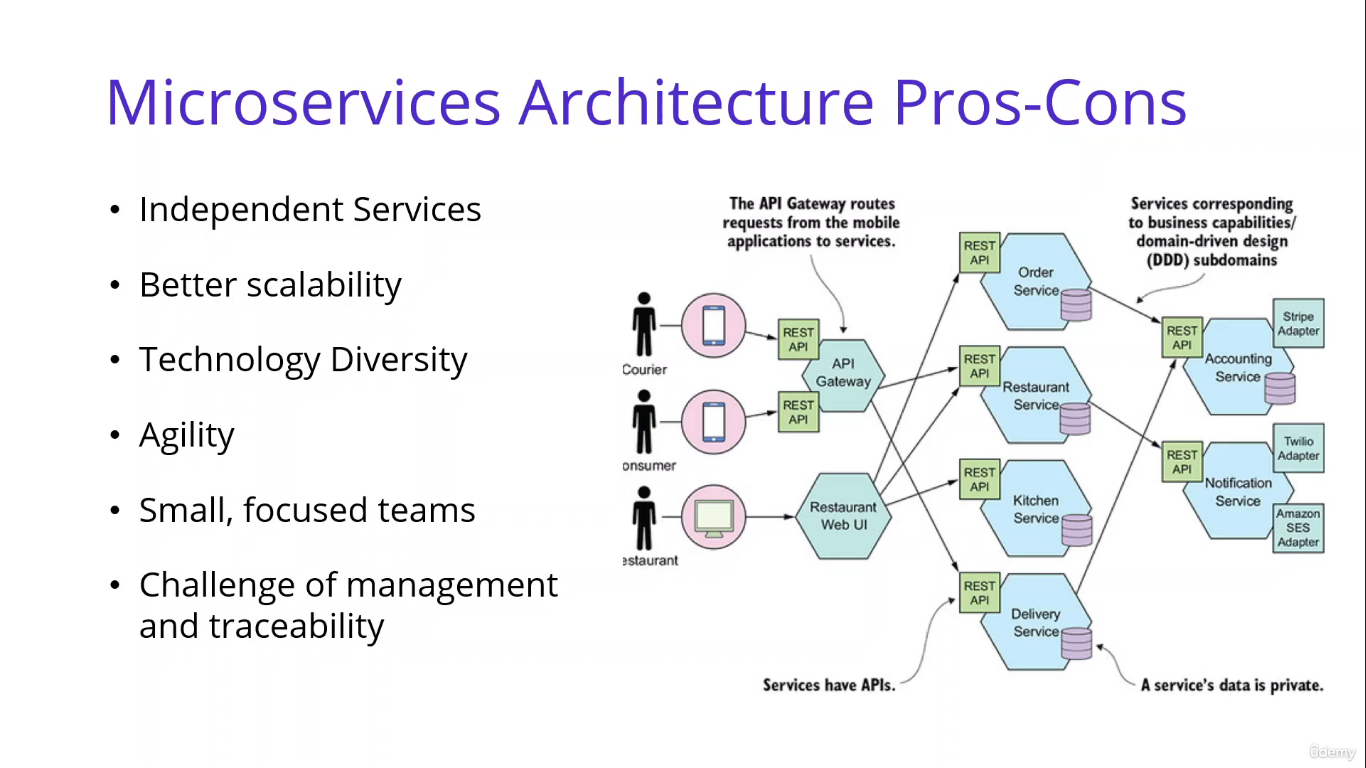 Microservices Architecture Pros-Cons
• Independent Services
• Better scalability
• Technology Diversity
• Agility
• Small, focused teams
• Challenge of management
and traceability
The API Gateway routes
requests from the mobile
applications to services.
Services corresponding
to business capabilities/
domain-driven design
(DDD) subdomains
Courier
onsumer
estaurant
REST
API
REST
API
API
Gateway
Restaurant
Web UI
REST
API
Order
Service
REST
API
Restaurant
Service
REST
API
Kitchen
Service
REST
API
Delivery
Service
REST
API
Accounting
Service
Stripe
Adapter
REST
API
Notification
Service
Twilio
Adapter
Amazon
SES
Adapter
Services have APIs.
A service's data is private.
ûdemy